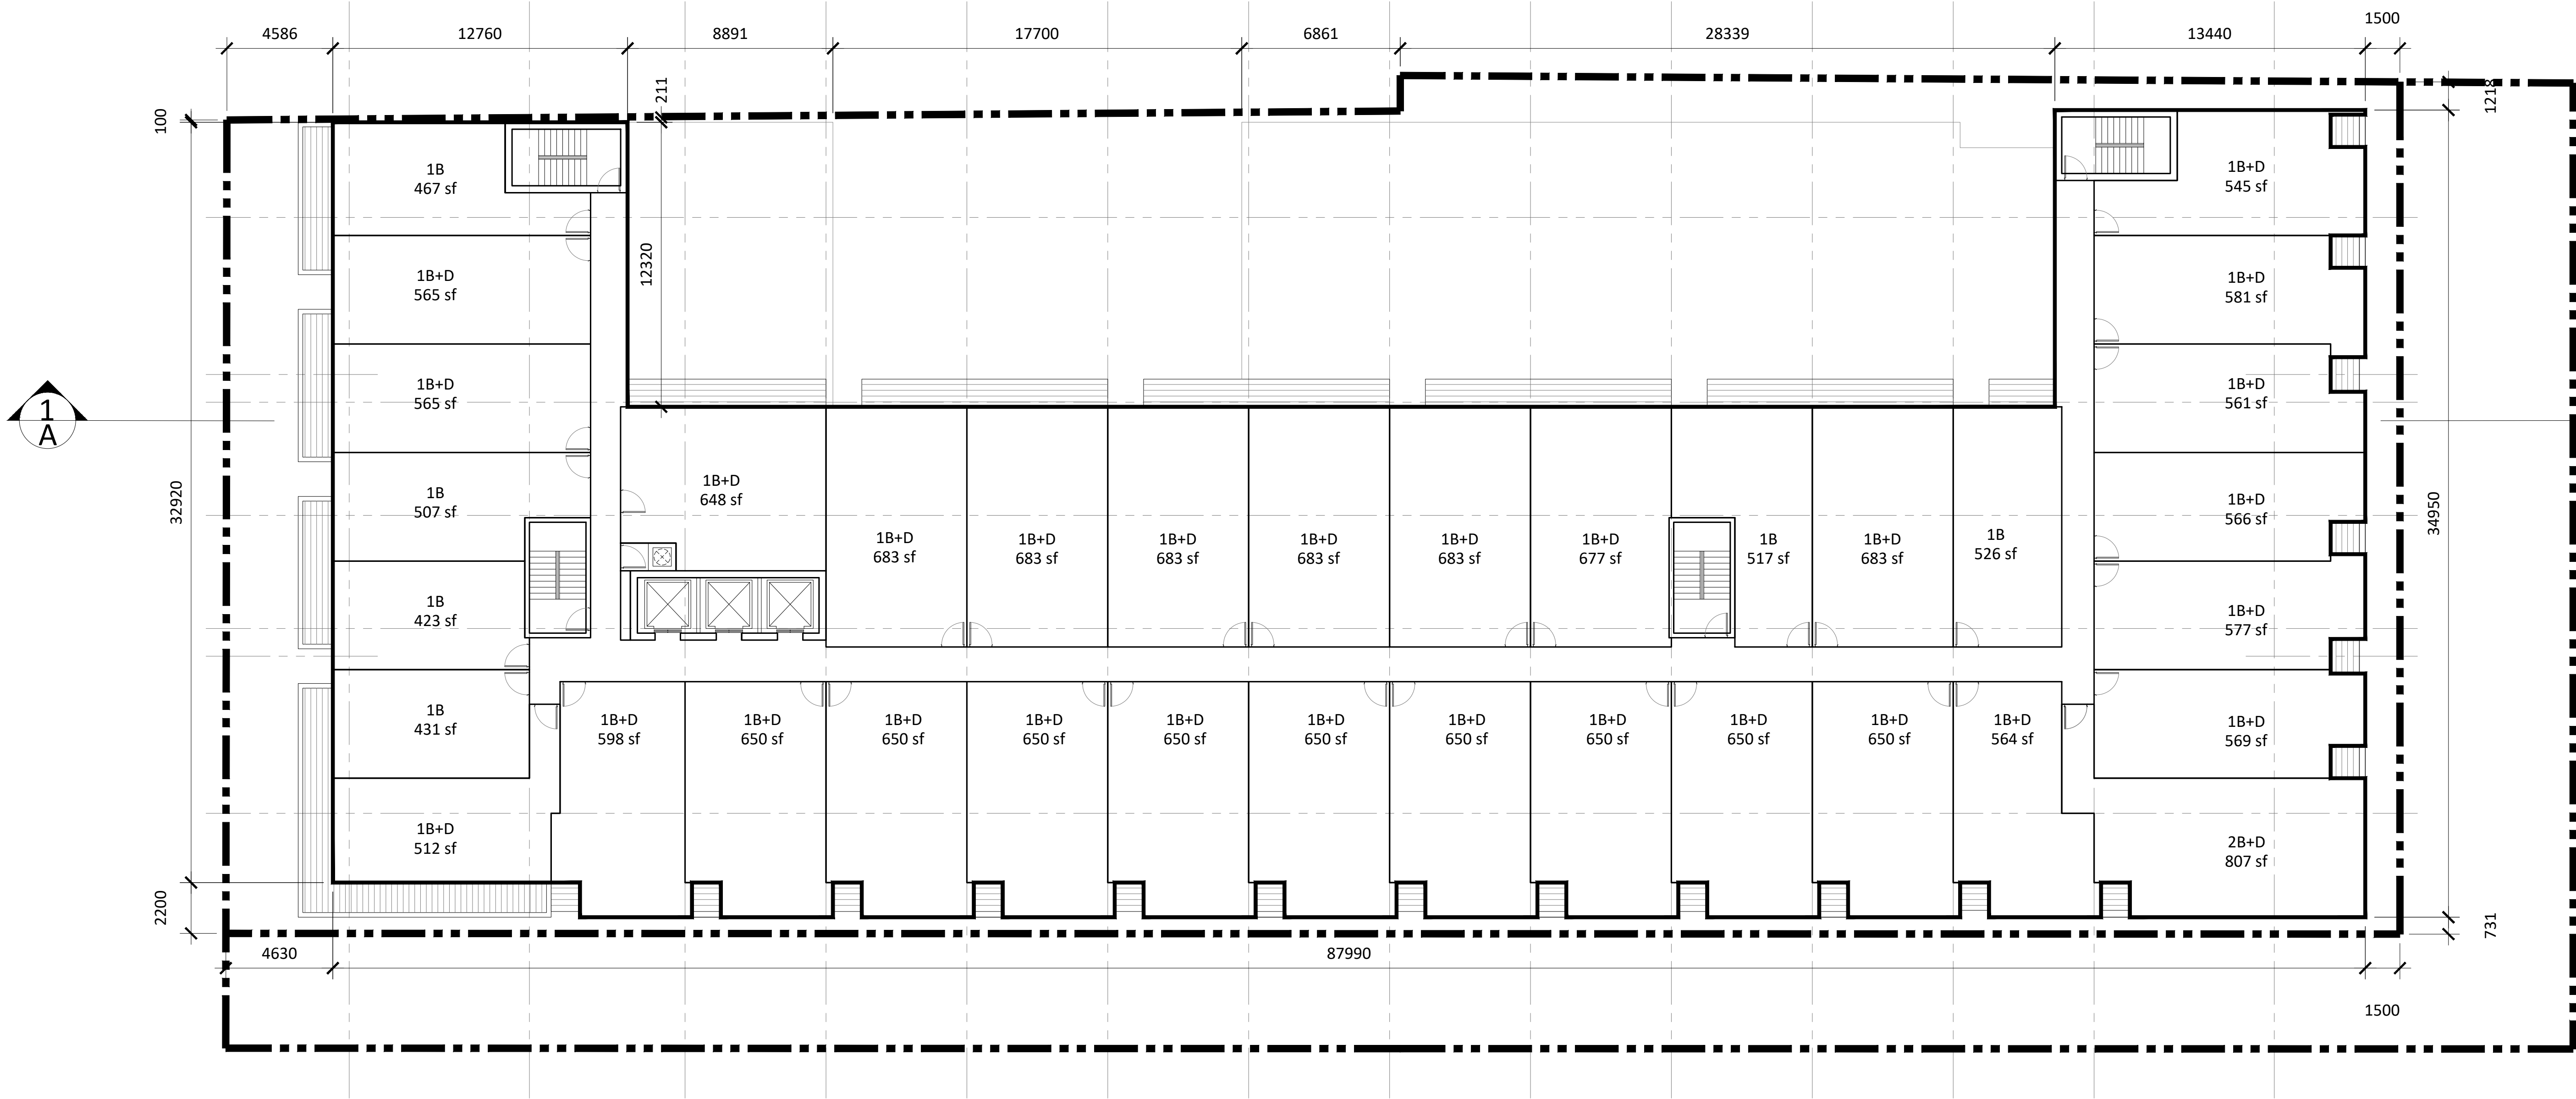 1500
4586
12760
8891
17700
6861
28339
13440
211
1218
100
1B
467 sf
1B+D
545 sf
12320
1B+D
565 sf
1B+D
581 sf
1B+D
565 sf
1B+D
561 sf
1
A
32920
1B
507 sf
1B+D
648 sf
1B+D
683 sf
1B+D
683 sf
1B+D
683 sf
1B+D
683 sf
1B+D
683 sf
1B+D
677 sf
1B
517 sf
1B+D
683 sf
1B
526 sf
1B+D
566 sf
34950
1B
423 sf
1B+D
577 sf
1B
431 sf
1B+D
598 sf
1B+D
650 sf
1B+D
650 sf
1B+D
650 sf
1B+D
650 sf
1B+D
650 sf
1B+D
650 sf
1B+D
650 sf
1B+D
650 sf
1B+D
650 sf
1B+D
564 sf
1B+D
569 sf
1B+D
512 sf
2B+D
807 sf
2200
731
4630
87990
1500